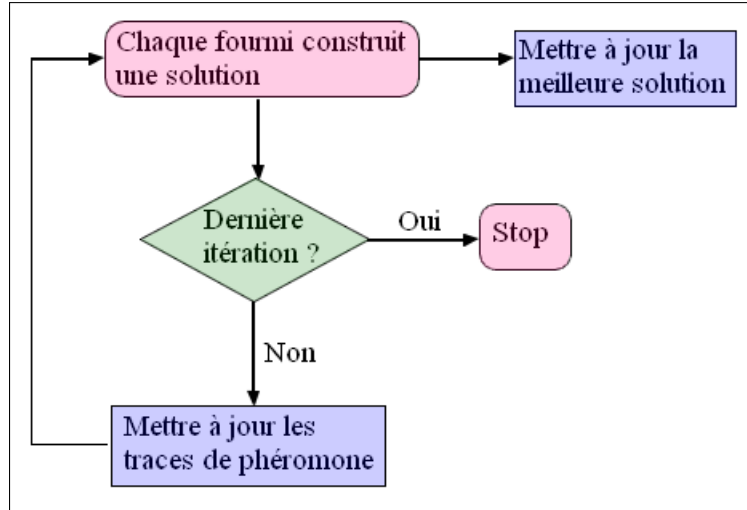 Chaque fourmi construit
une solution
Mettre à jour la
meilleure solution
Dernière
itération ?
Oui
Stop
Non
Mettre à jour les
traces de phéromone